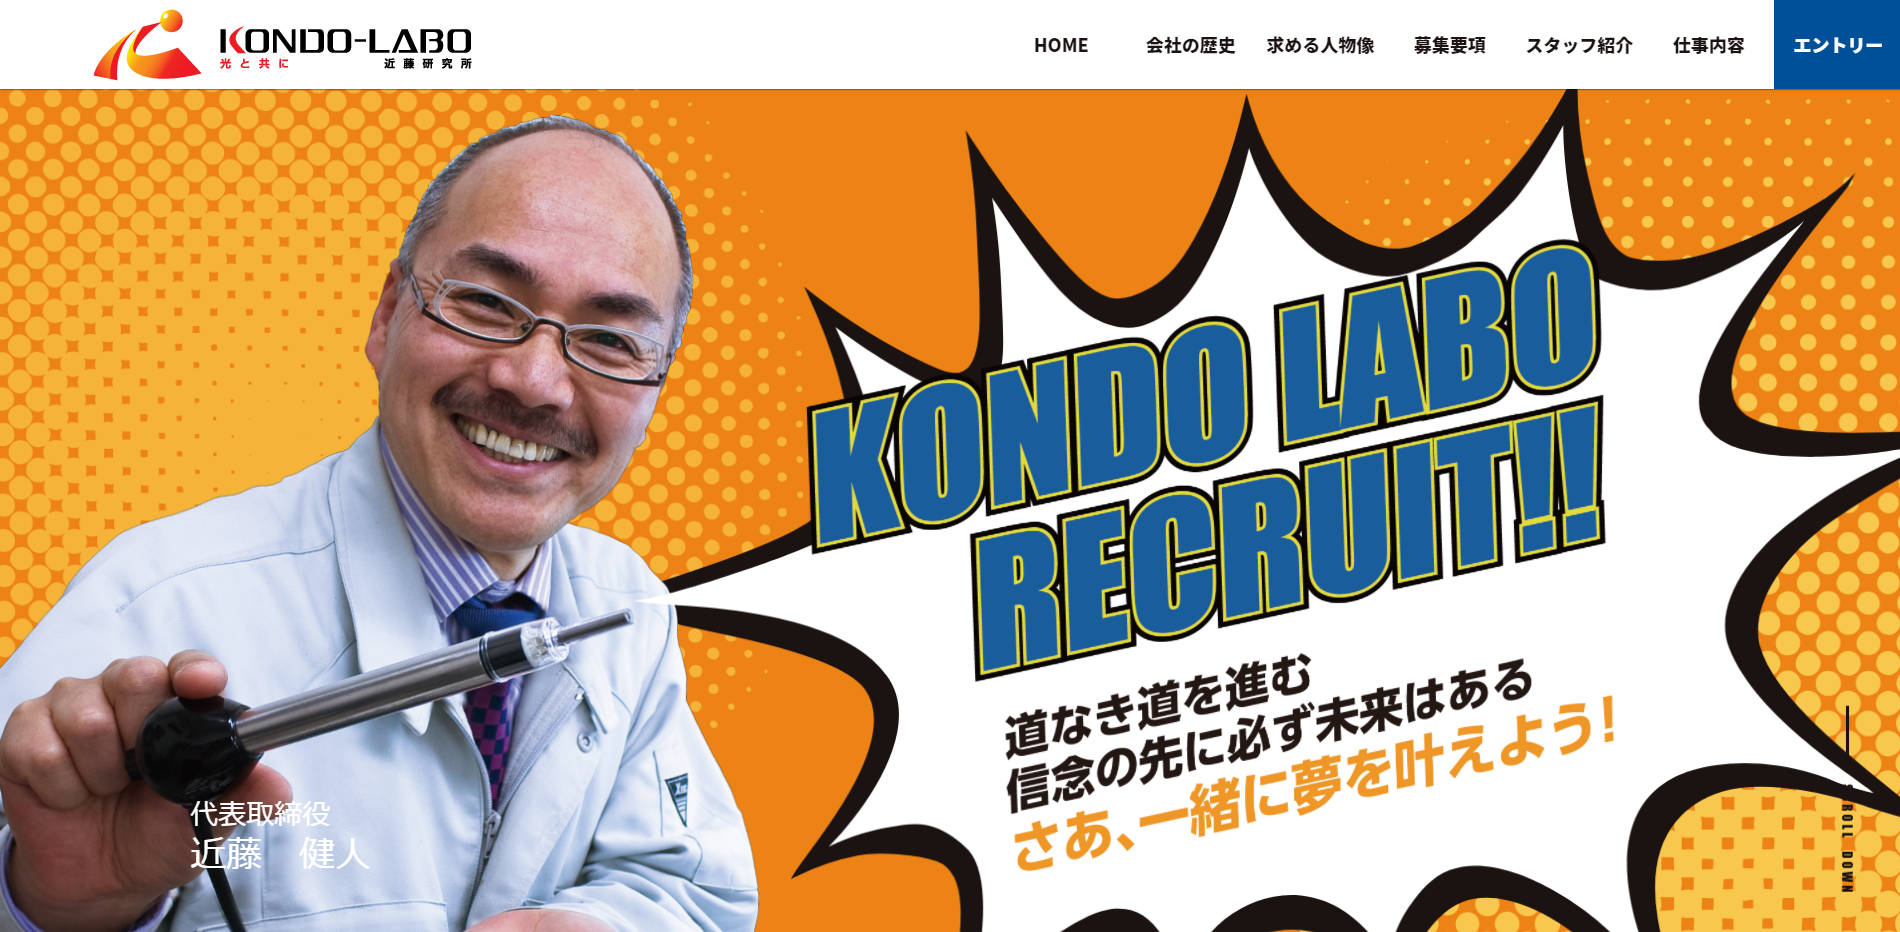 KONDO-LABO
光と共に 近藤研究所
HOME 会社の歴史 求める人物像 募集要項 スタッフ紹介 仕事内容 エントリー
KONDO LABO
RECRUIT!!
道なき道を進む
信念の先に必ず未来はある
さあ、一緒に夢を叶えよう!
代表取締役
近藤　健人
SCROLL DOWN